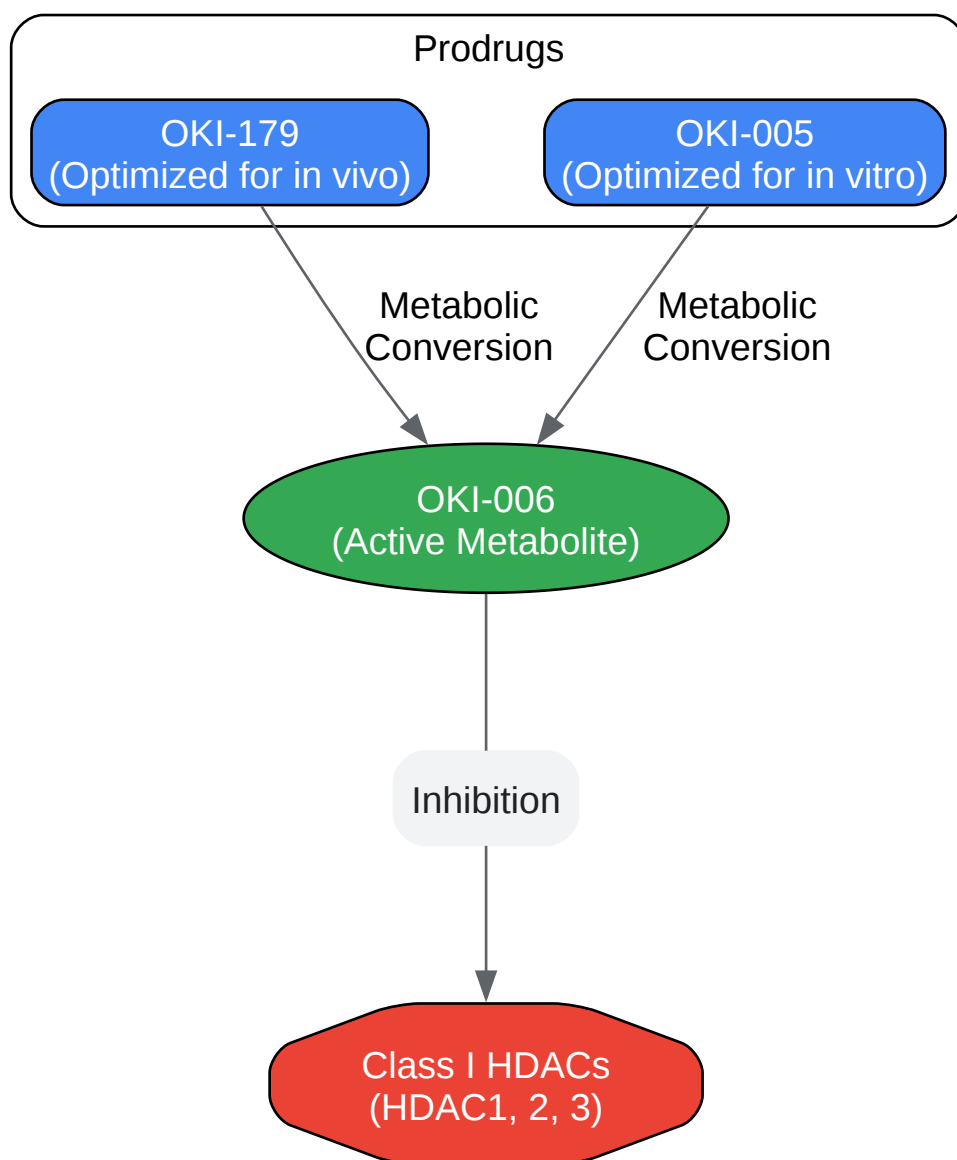 Prodrugs
OKI-179
(Optimized for in vivo)
OKI-005
(Optimized for in vitro)
Metabolic
Conversion
Metabolic
Conversion
OKI-006
(Active Metabolite)
Inhibition
Class I HDACs
(HDAC1, 2, 3)